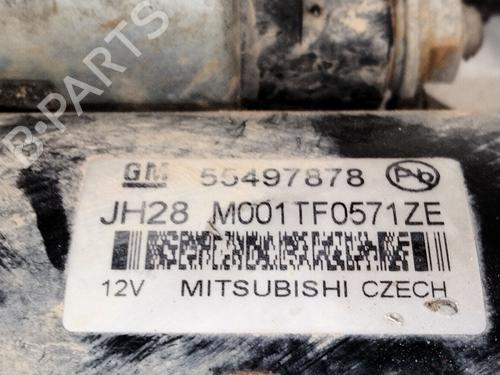 B-PARTS
GM 55497878 Pb
JH28 M001TF0571ZE
12V MITSUBISHI CZECH